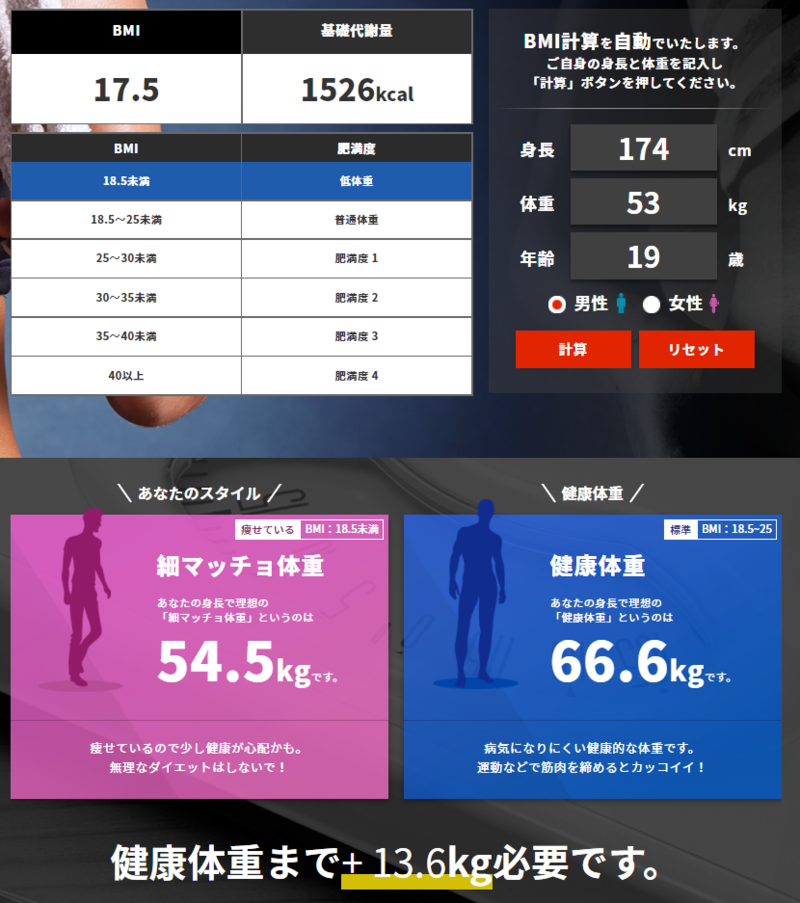 BMI 基礎代謝量
17.5 1526kcal
BMI 肥満度
18.5未満 低体重
18.5～25未満 普通体重
25～30未満 肥満度 1
30～35未満 肥満度 2
35～40未満 肥満度 3
40以上 肥満度 4
BMI計算を自動でいたします。
ご自身の身長と体重を記入し
「計算」ボタンを押してください。
身長 174 cm
体重 53 kg
年齢 19 歳
男性 女性
計算 リセット
あなたのスタイル
痩せている BMI：18.5未満
細マッチョ体重
あなたの身長で理想の
「細マッチョ体重」というのは
54.5kgです。
痩せているので少し健康が心配かも。
無理なダイエットはしないで！
健康体重
標準 BMI：18.5~25
健康体重
あなたの身長で理想の
「健康体重」というのは
66.6kgです。
病気になりにくい健康的な体重です。
運動などで筋肉を締めるとカッコイイ！
健康体重まで+ 13.6kg必要です。